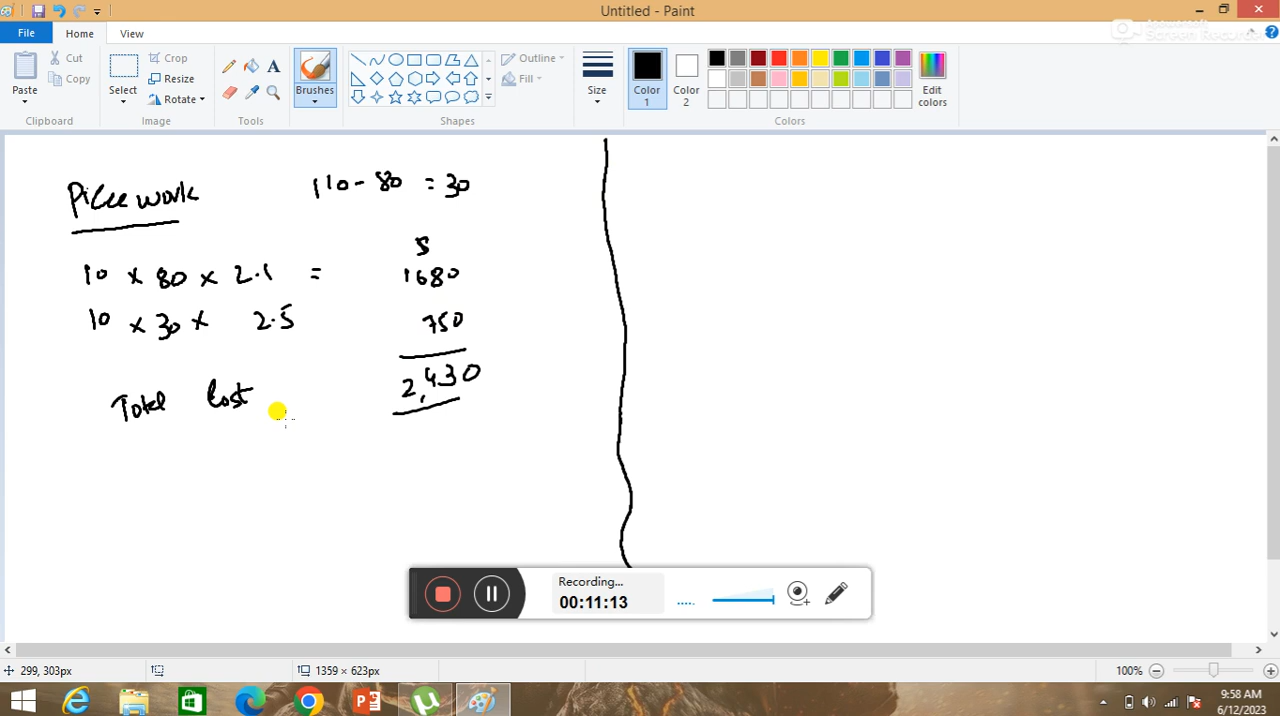 Untitled - Paint
File
Home
View
Paste
Cut
Copy
Clipboard
Select
Crop
Resize
Rotate
Image
Tools
Brushes
Shapes
Outline
Fill
Size
Color
1
Color
2
Edit
colors
Colors
Screen Recorder
Piece work 110 - 80 = 30
$
10 x 80 x 2.1 = 1680
10 x 30 x 2.5 750
Total Cost 2,430
Recording...
00:11:13
299, 303px
1359 × 623px
100%
9:58 AM
6/12/2023